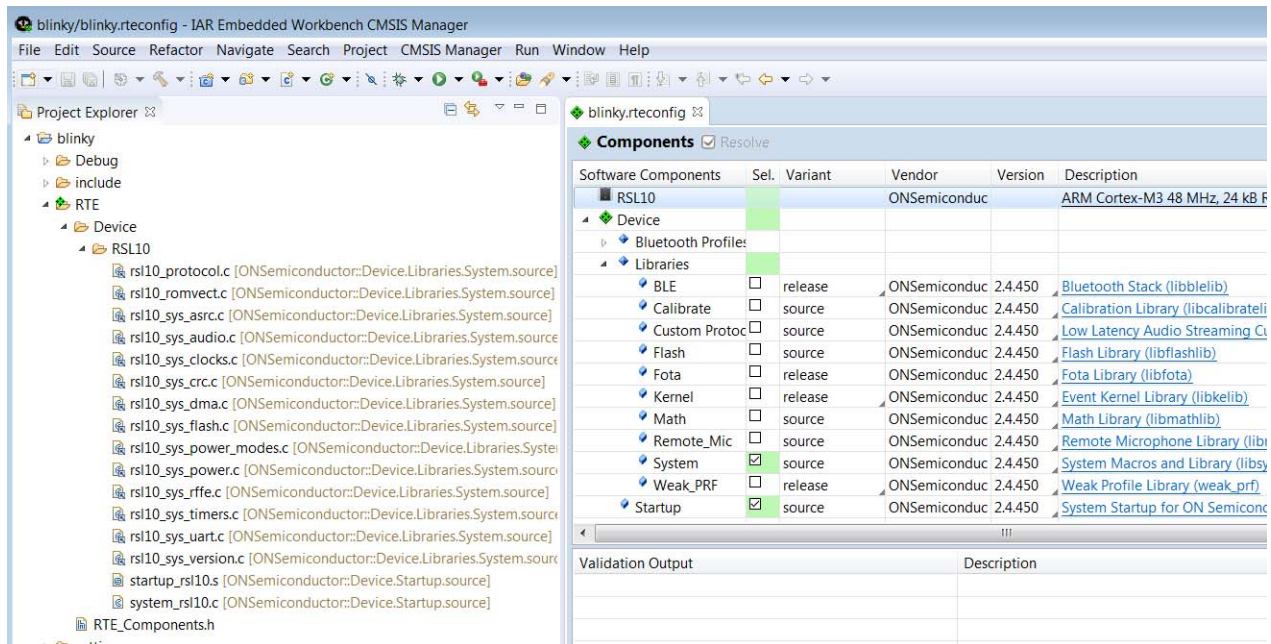 blinky/blinky.rteconfig - IAR Embedded Workbench CMSIS Manager
File Edit Source Refactor Navigate Search Project CMSIS Manager Run Window Help
Project Explorer
blinky
Debug
include
RTE
Device
RSL10
rsl10_protocol.c [ONSemiconductor::Device.Libraries.System.source]
rsl10_romvect.c [ONSemiconductor::Device.Libraries.System.source]
rsl10_sys_asrc.c [ONSemiconductor::Device.Libraries.System.source]
rsl10_sys_audio.c [ONSemiconductor::Device.Libraries.System.source
rsl10_sys_clocks.c [ONSemiconductor::Device.Libraries.System.source
rsl10_sys_crc.c [ONSemiconductor::Device.Libraries.System.source]
rsl10_sys_dma.c [ONSemiconductor::Device.Libraries.System.source]
rsl10_sys_flash.c [ONSemiconductor::Device.Libraries.System.source]
rsl10_sys_power_modes.c [ONSemiconductor::Device.Libraries.Syste
rsl10_sys_power.c [ONSemiconductor::Device.Libraries.System.sourc
rsl10_sys_rffe.c [ONSemiconductor::Device.Libraries.System.source]
rsl10_sys_timers.c [ONSemiconductor::Device.Libraries.System.source
rsl10_sys_uart.c [ONSemiconductor::Device.Libraries.System.source]
rsl10_sys_version.c [ONSemiconductor::Device.Libraries.System.sourc
startup_rsl10.s [ONSemiconductor::Device.Startup.source]
system_rsl10.c [ONSemiconductor::Device.Startup.source]
RTE_Components.h
blinky.rteconfig
Components Resolve
Software Components Sel. Variant Vendor Version Description
RSL10 ONSemiconduc ARM Cortex-M3 48 MHz, 24 kB R
Device
Bluetooth Profiles
Libraries
BLE release ONSemiconduc 2.4.450 Bluetooth Stack (libblelib)
Calibrate source ONSemiconduc 2.4.450 Calibration Library (libcalibrateli
Custom Protoc source ONSemiconduc 2.4.450 Low Latency Audio Streaming Cu
Flash source ONSemiconduc 2.4.450 Flash Library (libflashlib)
Fota release ONSemiconduc 2.4.450 Fota Library (libfota)
Kernel release ONSemiconduc 2.4.450 Event Kernel Library (libkelib)
Math source ONSemiconduc 2.4.450 Math Library (libmathlib)
Remote_Mic source ONSemiconduc 2.4.450 Remote Microphone Library (libr
System source ONSemiconduc 2.4.450 System Macros and Library (libsy
Weak_PRF release ONSemiconduc 2.4.450 Weak Profile Library (weak_prf)
Startup source ONSemiconduc 2.4.450 System Startup for ON Semicond
Validation Output Description